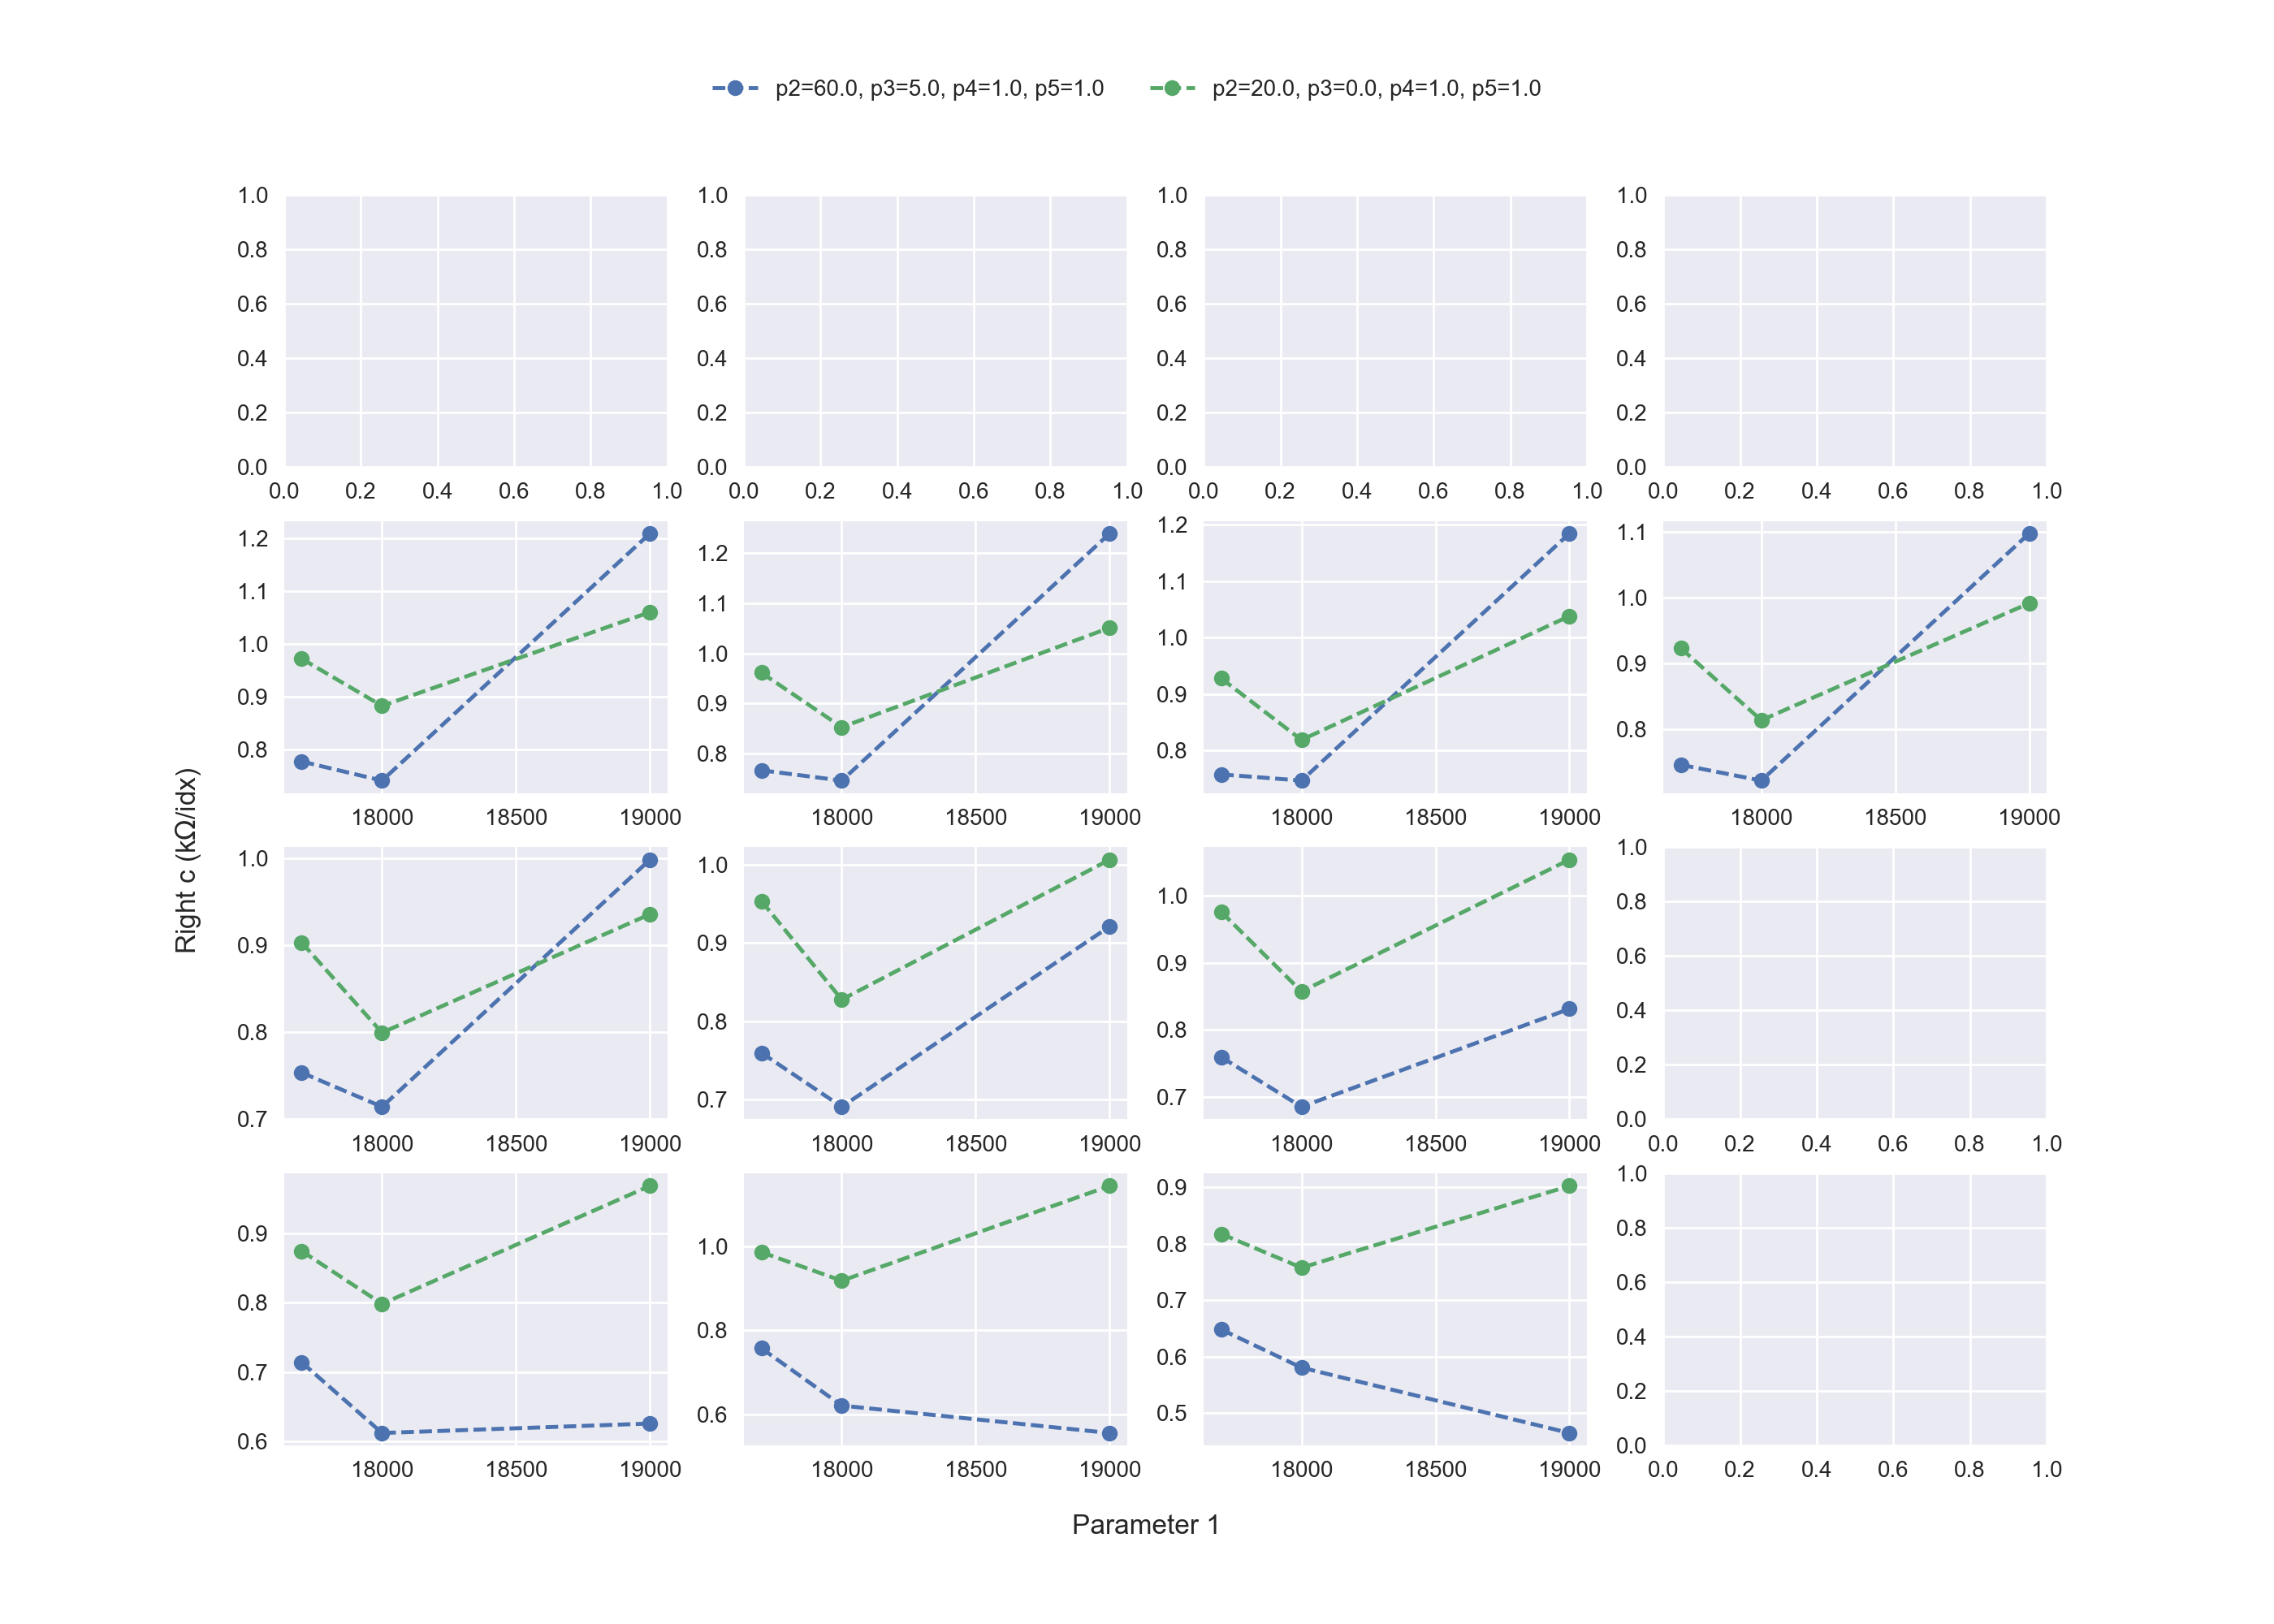 p2=60.0, p3=5.0, p4=1.0, p5=1.0 p2=20.0, p3=0.0, p4=1.0, p5=1.0
1.0 1.0 1.0 1.0
0.8 0.8 0.8 0.8
0.6 0.6 0.6 0.6
0.4 0.4 0.4 0.4
0.2 0.2 0.2 0.2
0.0 0.0 0.0 0.0
0.0 0.2 0.4 0.6 0.8 1.0 0.0 0.2 0.4 0.6 0.8 1.0 0.0 0.2 0.4 0.6 0.8 1.0 0.0 0.2 0.4 0.6 0.8 1.0
1.2 1.2 1.2 1.1
1.1 1.1 1.1 1.0
1.0 1.0 1.0 0.9
0.9 0.9 0.9 0.8
0.8 0.8 0.8
18000 18500 19000 18000 18500 19000 18000 18500 19000 18000 18500 19000
Right c (kΩ/idx)
1.0 1.0 1.0 1.0
0.9 0.9 0.9 0.8
0.8 0.8 0.8 0.6
0.7 0.7 0.7 0.4
0.2
0.0
18000 18500 19000 18000 18500 19000 18000 18500 19000 0.0 0.2 0.4 0.6 0.8 1.0
0.9 1.0 0.9 1.0
0.8 0.8 0.8 0.8
0.7 0.6 0.7 0.6
0.6 0.6 0.4
0.5 0.2
0.0
18000 18500 19000 18000 18500 19000 18000 18500 19000 0.0 0.2 0.4 0.6 0.8 1.0
Parameter 1